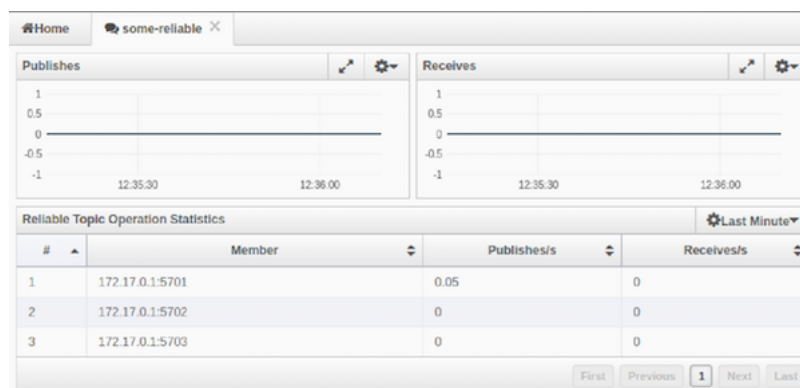 Home some-reliable
Publishes
1
0.5
0
-0.5
-1
12:35:30 12:36:00
Receives
1
0.5
0
-0.5
-1
12:35:30 12:36:00
Reliable Topic Operation Statistics Last Minute
# Member Publishes/s Receives/s
1 172.17.0.1:5701 0.05 0
2 172.17.0.1:5702 0 0
3 172.17.0.1:5703 0 0
First Previous 1 Next Last